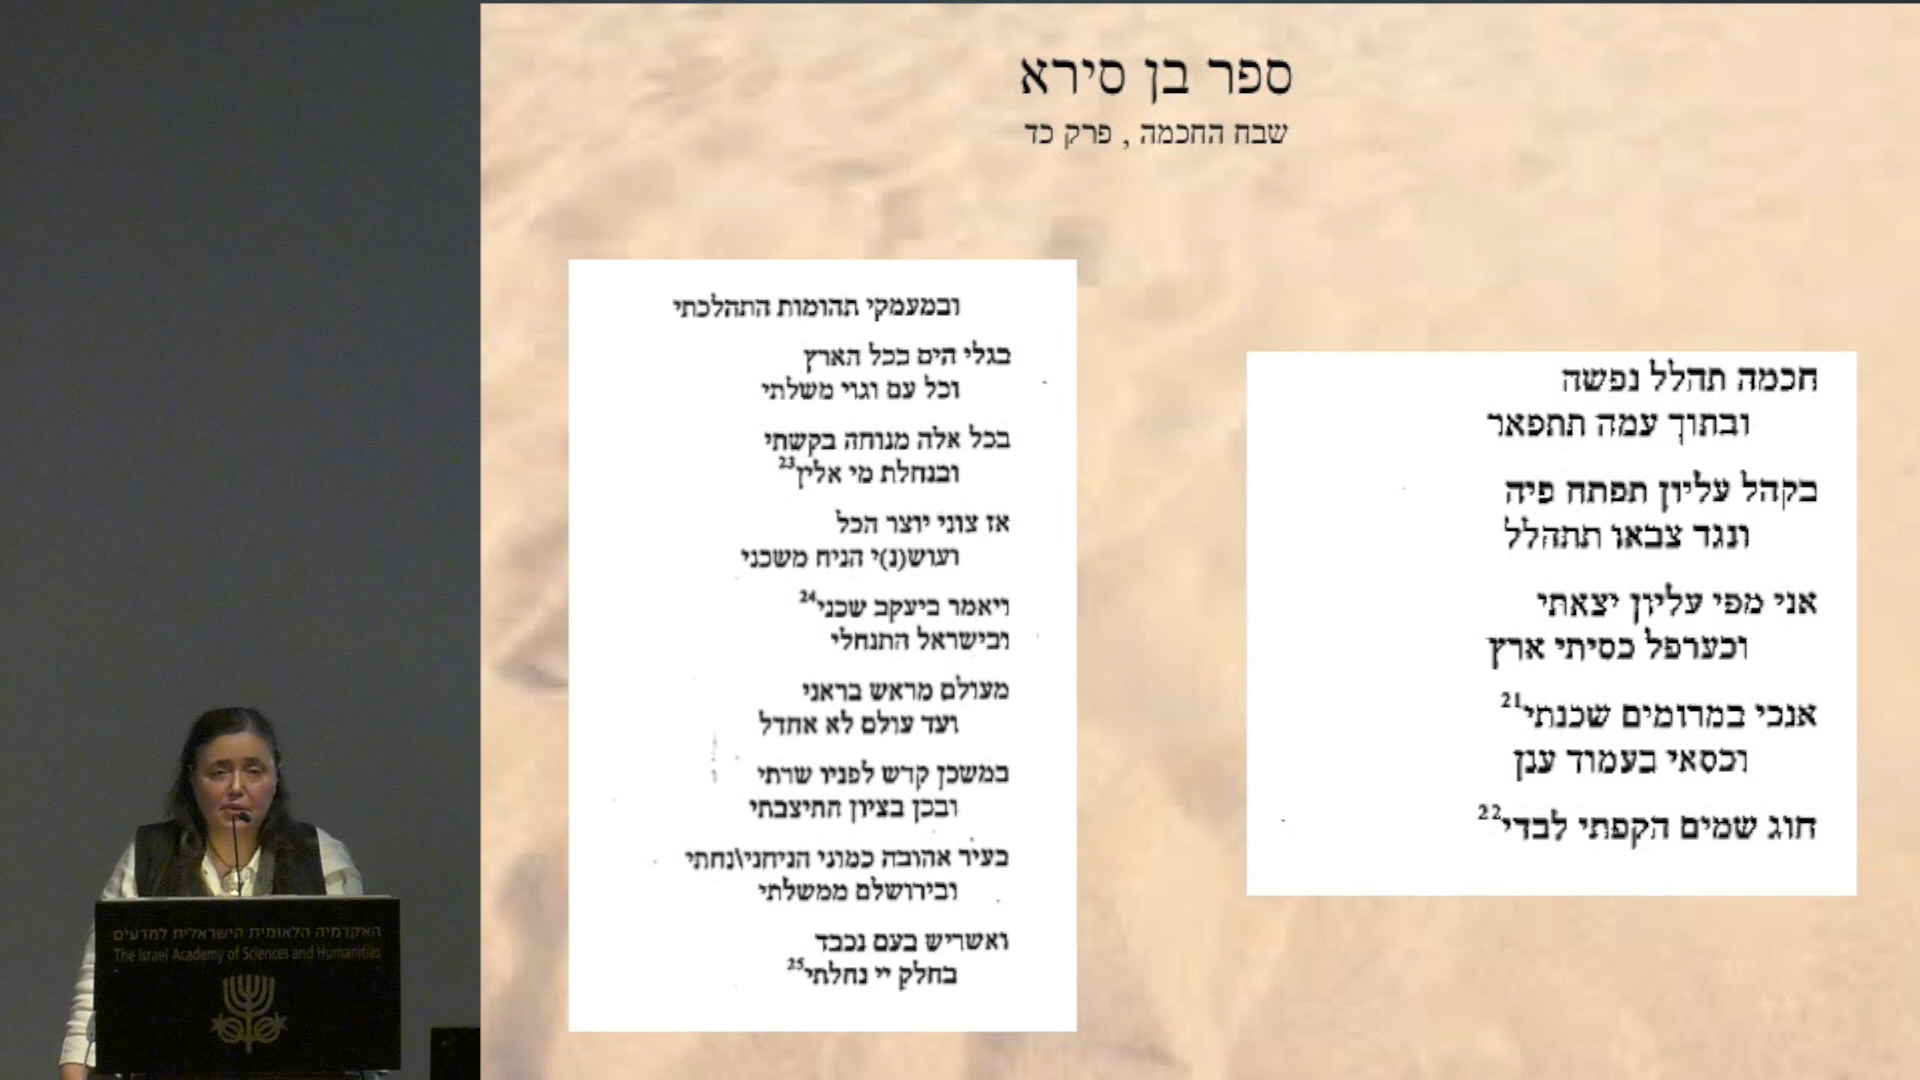 ספר בן סירא
שבח החכמה , פרק כד
חכמה תהלל נפשה
ובתוך עמה תתפאר
בקהל עליון תפתח פיה
ונגד צבאו תתהלל
אני מפי עליון יצאתי
וכערפל כסיתי ארץ
אנכי במרומים שכנתי21
וכסאי בעמוד ענן
חוג שמים הקפתי לבדי22
ובמעמקי תהומות התהלכתי
בגלי הים בכל הארץ
וכל עם וגוי משלתי
בכל אלה מנוחה בקשתי
ובנחלת מי אלין23
אז צוני יוצר הכל
ועוש(נ)י הניח משכני
ויאמר ביעקב שכני24
ובישראל התנחלי
מעולם מראש בראני
ועד עולם לא אחדל
במשכן קדש לפניו שרתי
ובכן בציון התיצבתי
בעיר אהובה כמוני הניחני\נחתי
ובירושלם ממשלתי
ואשריש בעם נכבד
בחלק יי נחלתי25
האקדמיה הלאומית הישראלית למדעים
The Israel Academy of Sciences and Humanities